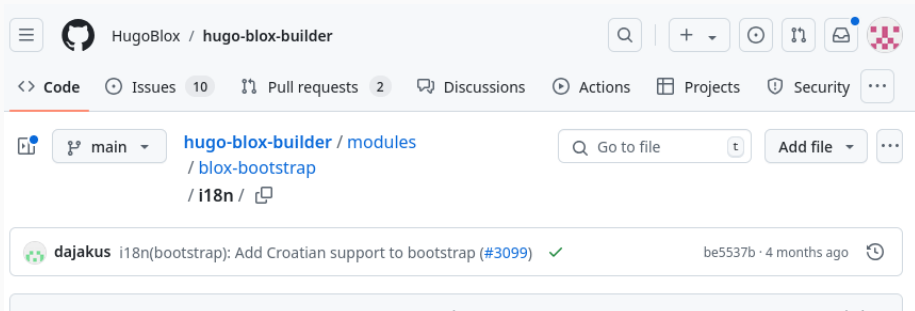 HugoBlox / hugo-blox-builder
Code Issues 10 Pull requests 2 Discussions Actions Projects Security
main hugo-blox-builder / modules Go to file t Add file
/ blox-bootstrap
/ i18n /
dajakus i18n(bootstrap): Add Croatian support to bootstrap (#3099) be5537b · 4 months ago